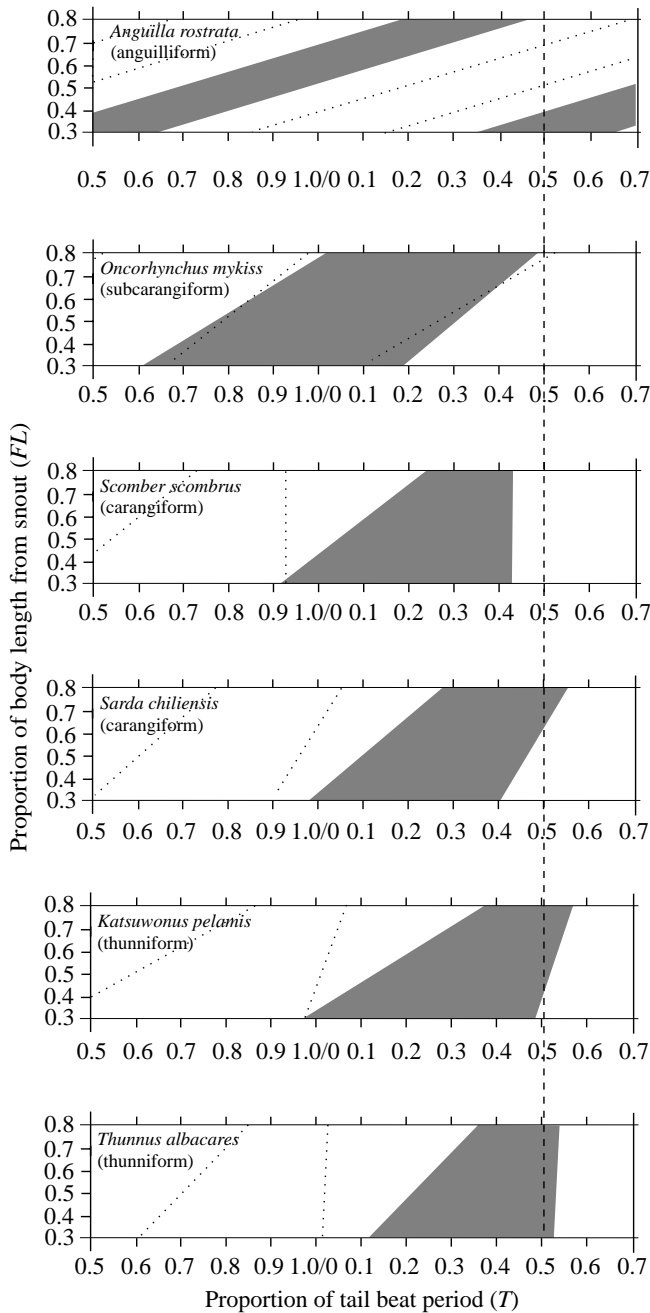 0.8
0.7
0.6
0.5
0.4
0.3
Anguilla rostrata
(anguilliform)
0.5 0.6 0.7 0.8 0.9 1.0/0 0.1 0.2 0.3 0.4 0.5 0.6 0.7
0.8
0.7
0.6
0.5
0.4
0.3
Oncorhynchus mykiss
(subcarangiform)
0.5 0.6 0.7 0.8 0.9 1.0/0 0.1 0.2 0.3 0.4 0.5 0.6 0.7
Proportion of body length from snout (FL)
0.8
0.7
0.6
0.5
0.4
0.3
Scomber scombrus
(carangiform)
0.5 0.6 0.7 0.8 0.9 1.0/0 0.1 0.2 0.3 0.4 0.5 0.6 0.7
0.8
0.7
0.6
0.5
0.4
0.3
Sarda chiliensis
(carangiform)
0.5 0.6 0.7 0.8 0.9 1.0/0 0.1 0.2 0.3 0.4 0.5 0.6 0.7
0.8
0.7
0.6
0.5
0.4
0.3
Katsuwonus pelamis
(thunniform)
0.5 0.6 0.7 0.8 0.9 1.0/0 0.1 0.2 0.3 0.4 0.5 0.6 0.7
0.8
0.7
0.6
0.5
0.4
0.3
Thunnus albacares
(thunniform)
0.5 0.6 0.7 0.8 0.9 1.0/0 0.1 0.2 0.3 0.4 0.5 0.6 0.7
Proportion of tail beat period (T)